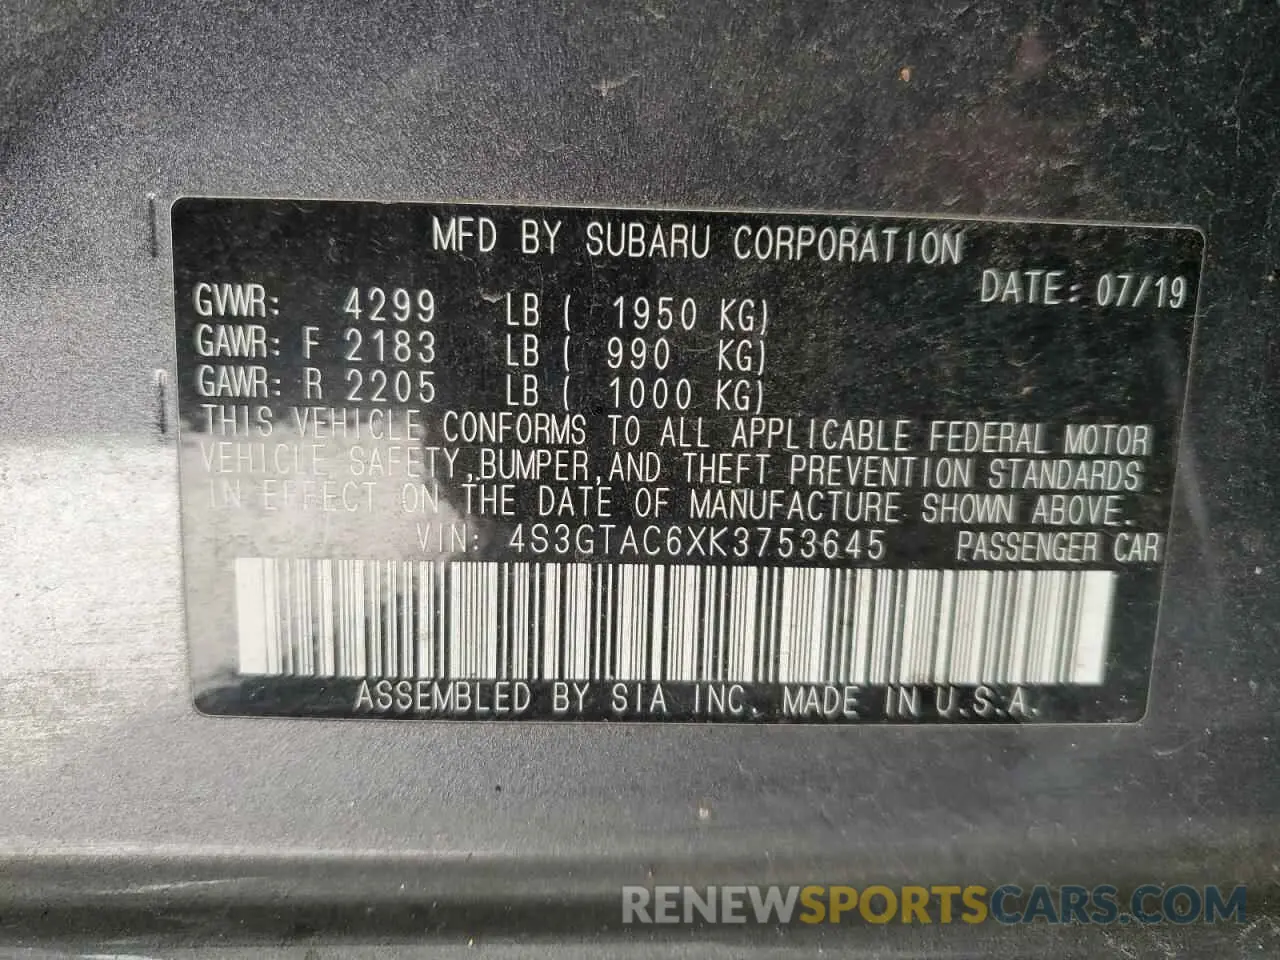 MFD BY SUBARU CORPORATION
DATE: 07/19
GVWR: 4299 LB ( 1950 KG)
GAWR: F 2183 LB ( 990 KG)
GAWR: R 2205 LB ( 1000 KG)
THIS VEHICLE CONFORMS TO ALL APPLICABLE FEDERAL MOTOR
VEHICLE SAFETY,BUMPER,AND THEFT PREVENTION STANDARDS
IN EFFECT ON THE DATE OF MANUFACTURE SHOWN ABOVE.
VIN: 4S3GTAC6XK3753645 PASSENGER CAR
ASSEMBLED BY SIA INC. MADE IN U.S.A.
RENEWSPORTSCARS.COM